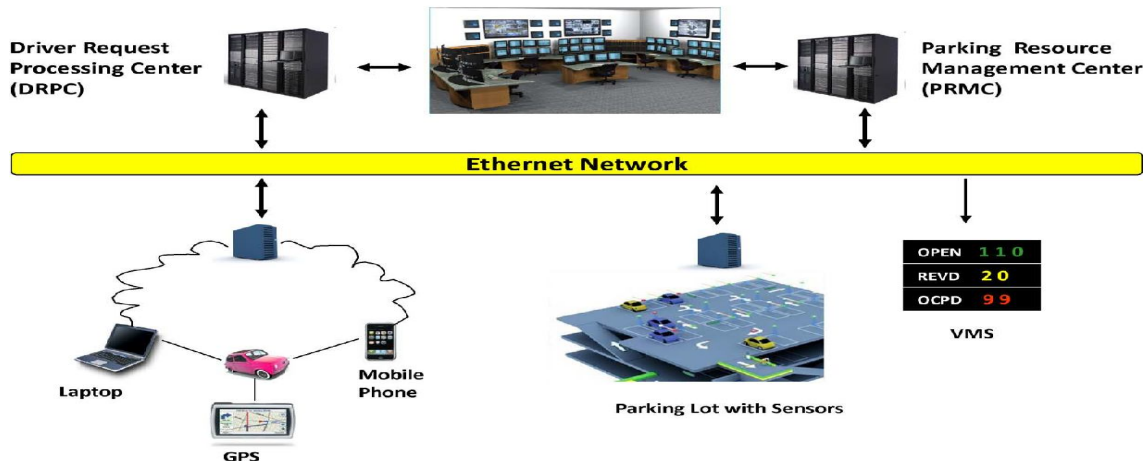 Driver Request
Processing Center
(DRPC)
Parking Resource
Management Center
(PRMC)
Ethernet Network
OPEN 110
REVD 20
OCPD 99
VMS
Laptop
Mobile
Phone
GPS
Parking Lot with Sensors